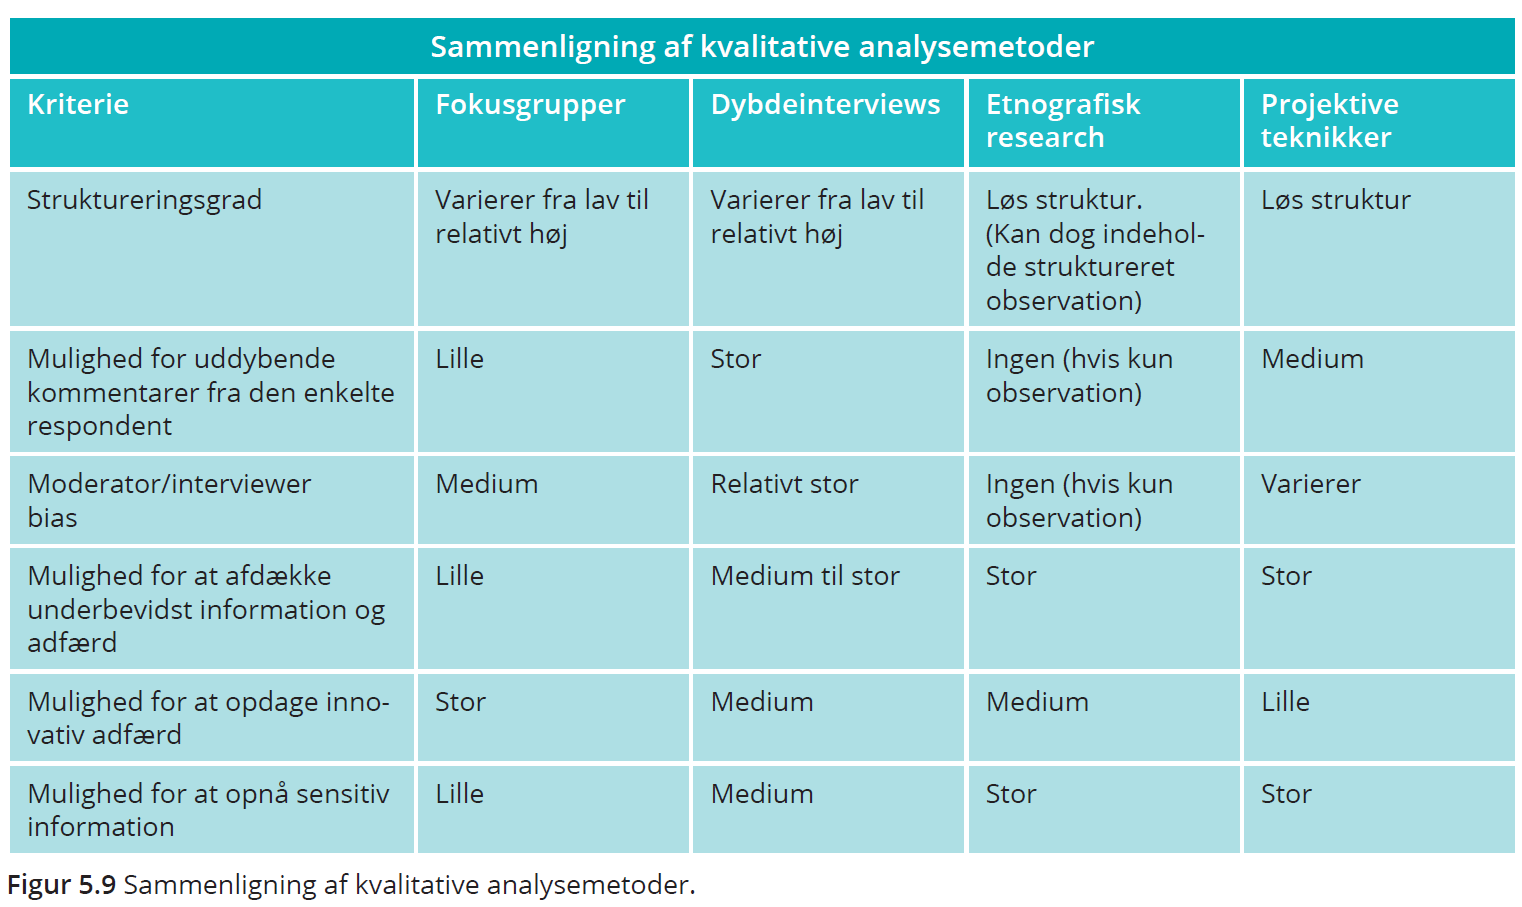 Sammenligning af kvalitative analysemetoder
Kriterie
Fokusgrupper
Dybdeinterviews
Etnografisk
research
Projektive
teknikker
Struktureringsgrad
Varierer fra lav til
relativt høj
Varierer fra lav til
relativt høj
Løs struktur.
(Kan dog indehol-
de struktureret
observation)
Løs struktur
Mulighed for uddybende
kommentarer fra den enkelte
respondent
Lille
Stor
Ingen (hvis kun
observation)
Medium
Moderator/interviewer
bias
Medium
Relativt stor
Ingen (hvis kun
observation)
Varierer
Mulighed for at afdække
underbevidst information og
adfærd
Lille
Medium til stor
Stor
Stor
Mulighed for at opdage inno-
vativ adfærd
Stor
Medium
Medium
Lille
Mulighed for at opnå sensitiv
information
Lille
Medium
Stor
Stor
Figur 5.9 Sammenligning af kvalitative analysemetoder.